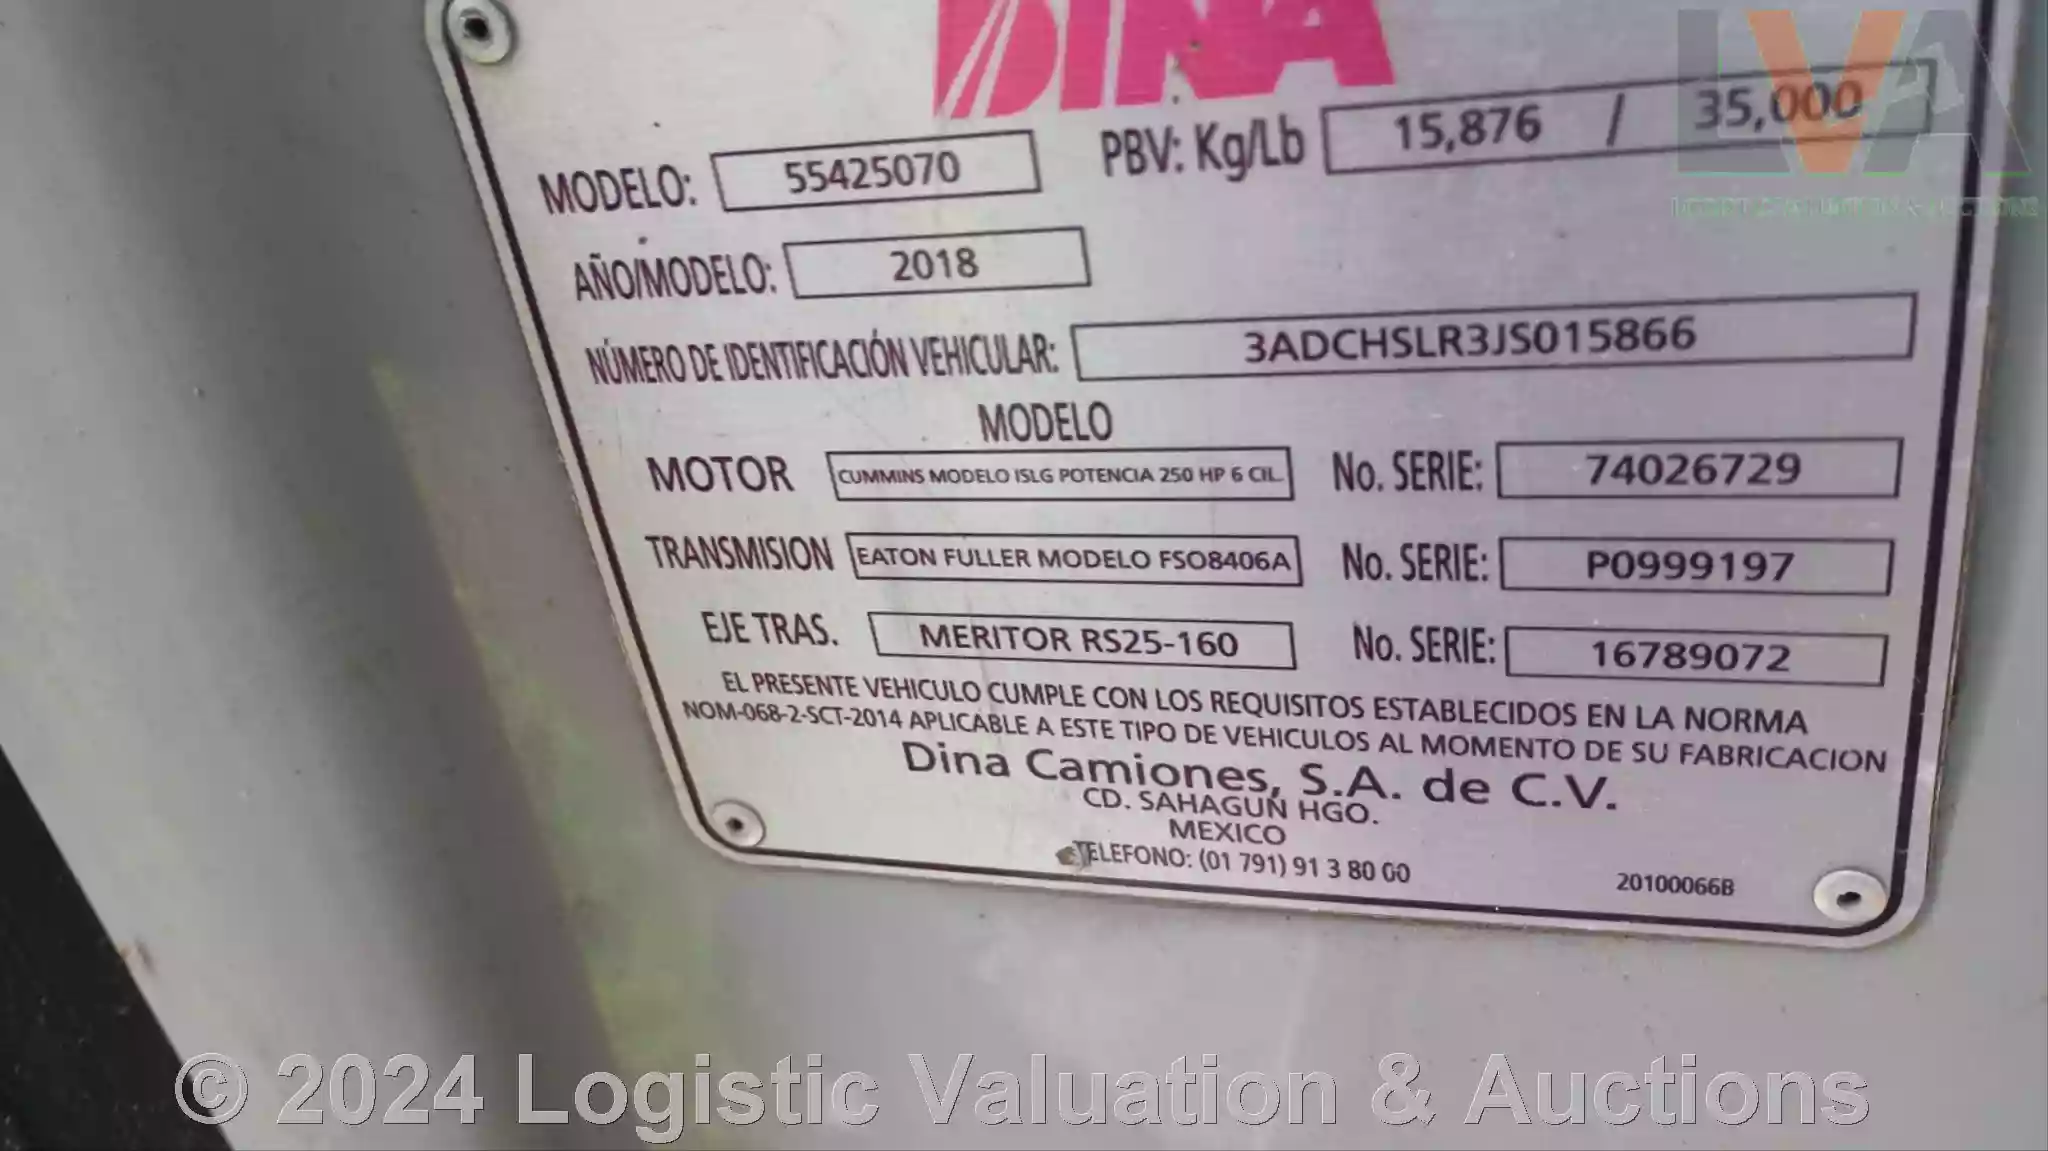 DINA
LVA
MODELO: 55425070 PBV: Kg/Lb 15,876 / 35,000
AÑO/MODELO: 2018
NÚMERO DE IDENTIFICACIÓN VEHICULAR: 3ADCHSLR3JS015866
MODELO
MOTOR CUMMINS MODELO ISLG POTENCIA 250 HP 6 CIL. No. SERIE: 74026729
TRANSMISION EATON FULLER MODELO FSO8406A No. SERIE: P0999197
EJE TRAS. MERITOR RS25-160 No. SERIE: 16789072
EL PRESENTE VEHICULO CUMPLE CON LOS REQUISITOS ESTABLECIDOS EN LA NORMA
NOM-068-2-SCT-2014 APLICABLE A ESTE TIPO DE VEHICULOS AL MOMENTO DE SU FABRICACION
Dina Camiones, S.A. de C.V.
CD. SAHAGUN HGO.
MEXICO
TELEFONO: (01 791) 91 3 80 00
20100066B
© 2024 Logistic Valuation & Auctions